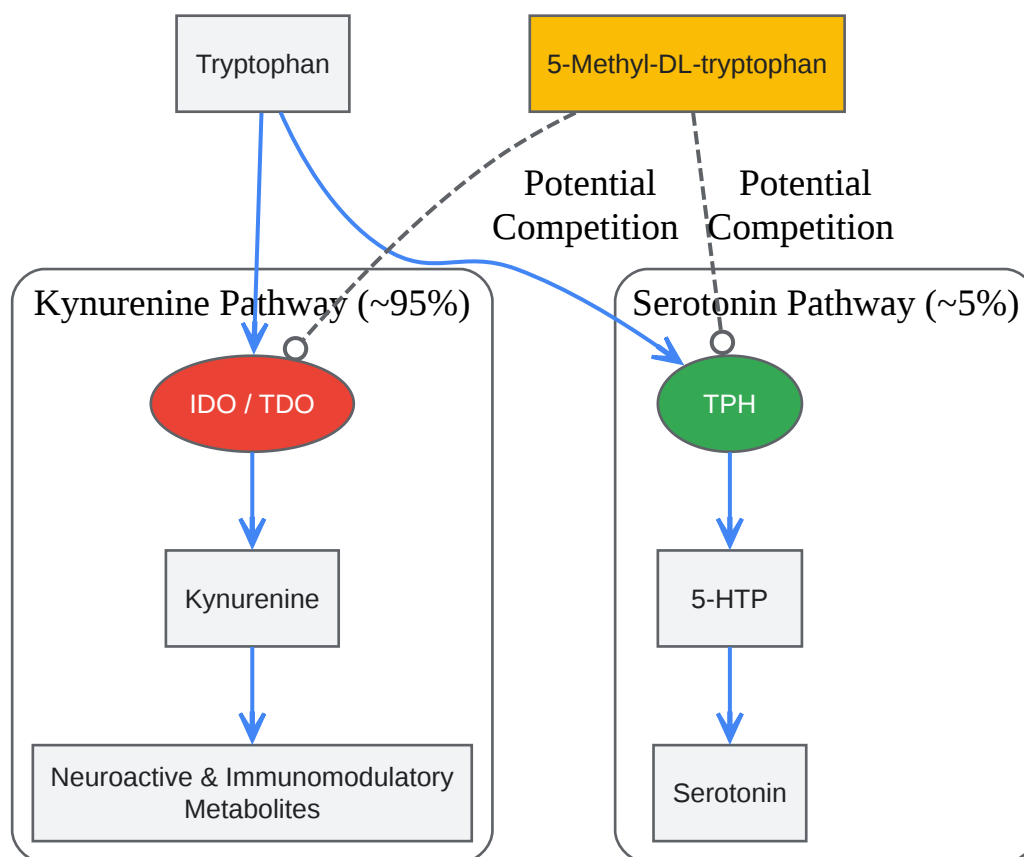 Tryptophan
5-Methyl-DL-tryptophan
Potential
Competition
Potential
Competition
Kynurenine Pathway (~95%)
Serotonin Pathway (~5%)
IDO / TDO
TPH
Kynurenine
5-HTP
Neuroactive & Immunomodulatory
Metabolites
Serotonin